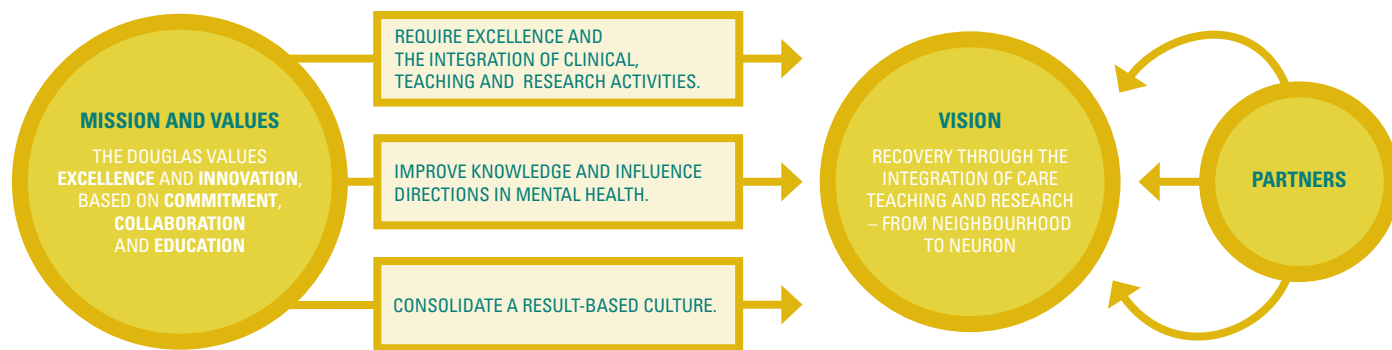 MISSION AND VALUES
THE DOUGLAS VALUES
EXCELLENCE AND INNOVATION,
BASED ON COMMITMENT,
COLLABORATION
AND EDUCATION
REQUIRE EXCELLENCE AND
THE INTEGRATION OF CLINICAL,
TEACHING AND RESEARCH ACTIVITIES.
IMPROVE KNOWLEDGE AND INFLUENCE
DIRECTIONS IN MENTAL HEALTH.
CONSOLIDATE A RESULT-BASED CULTURE.
VISION
RECOVERY THROUGH THE
INTEGRATION OF CARE
TEACHING AND RESEARCH
– FROM NEIGHBOURHOOD
TO NEURON
PARTNERS